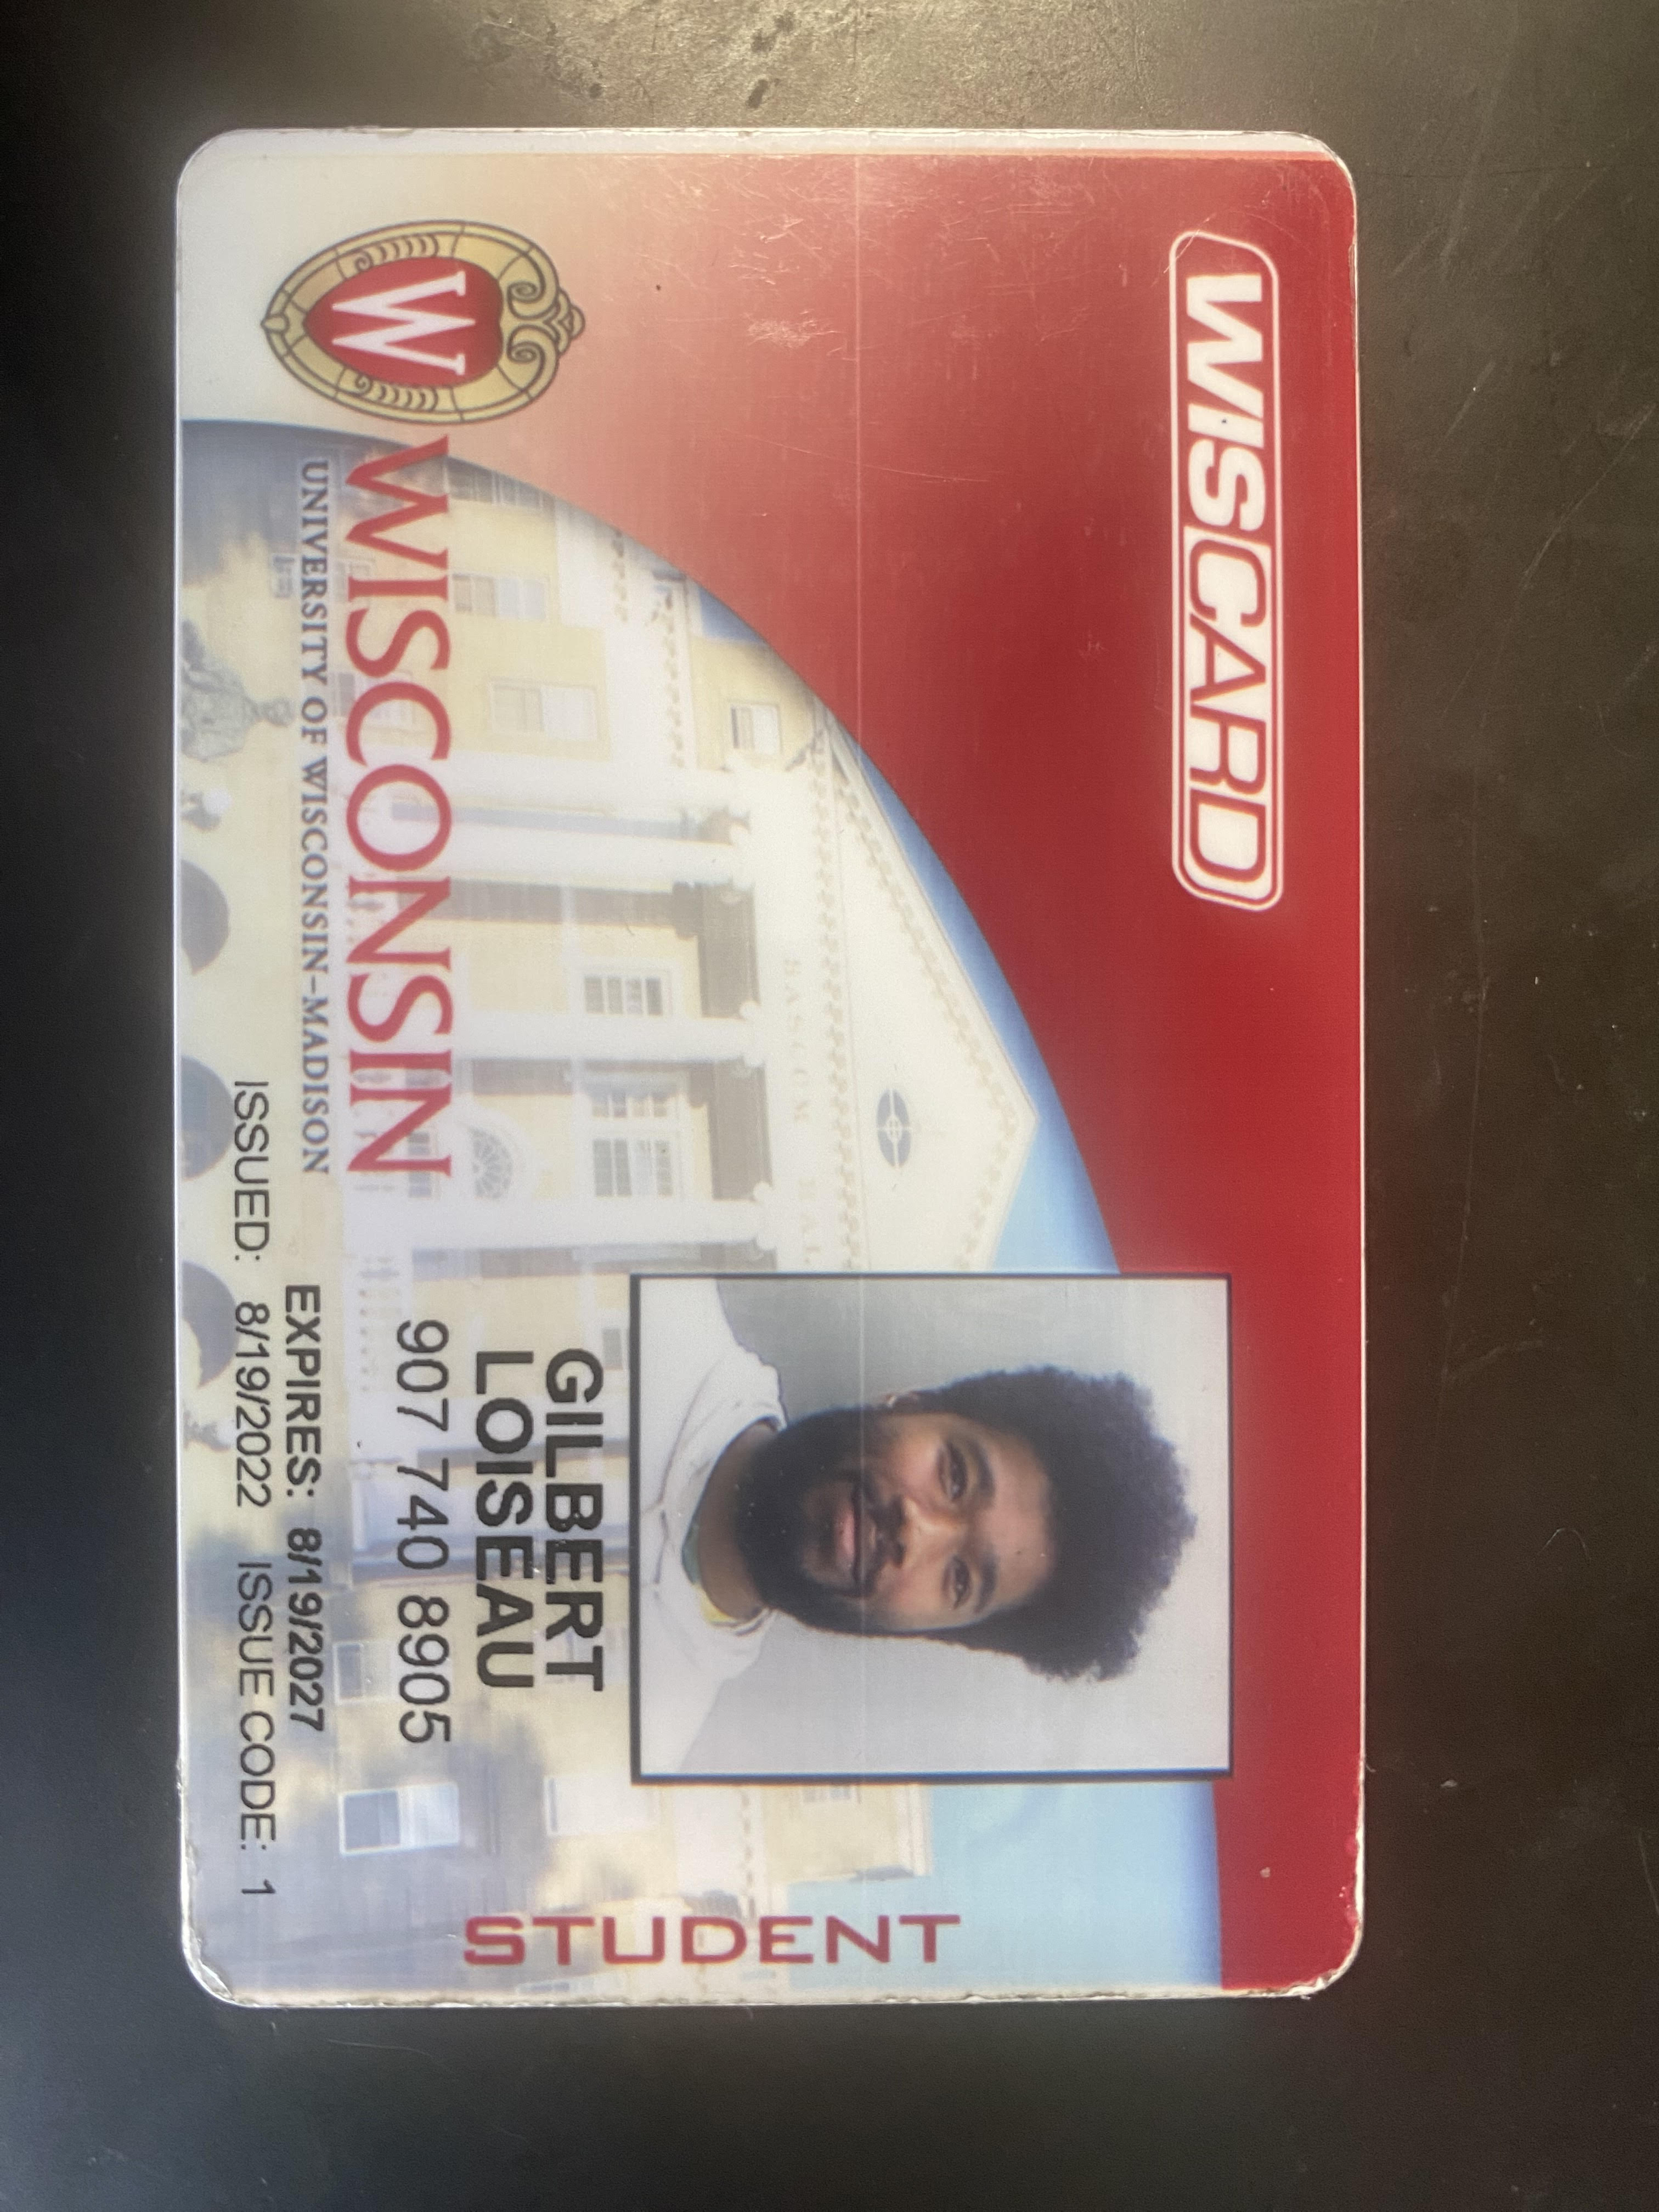 WISCARD
BASCOM HALL
GILBERT
LOISEAU
907 740 8905
W WISCONSIN
UNIVERSITY OF WISCONSIN–MADISON
EXPIRES: 8/19/2027
ISSUED: 8/19/2022 ISSUE CODE: 1
STUDENT